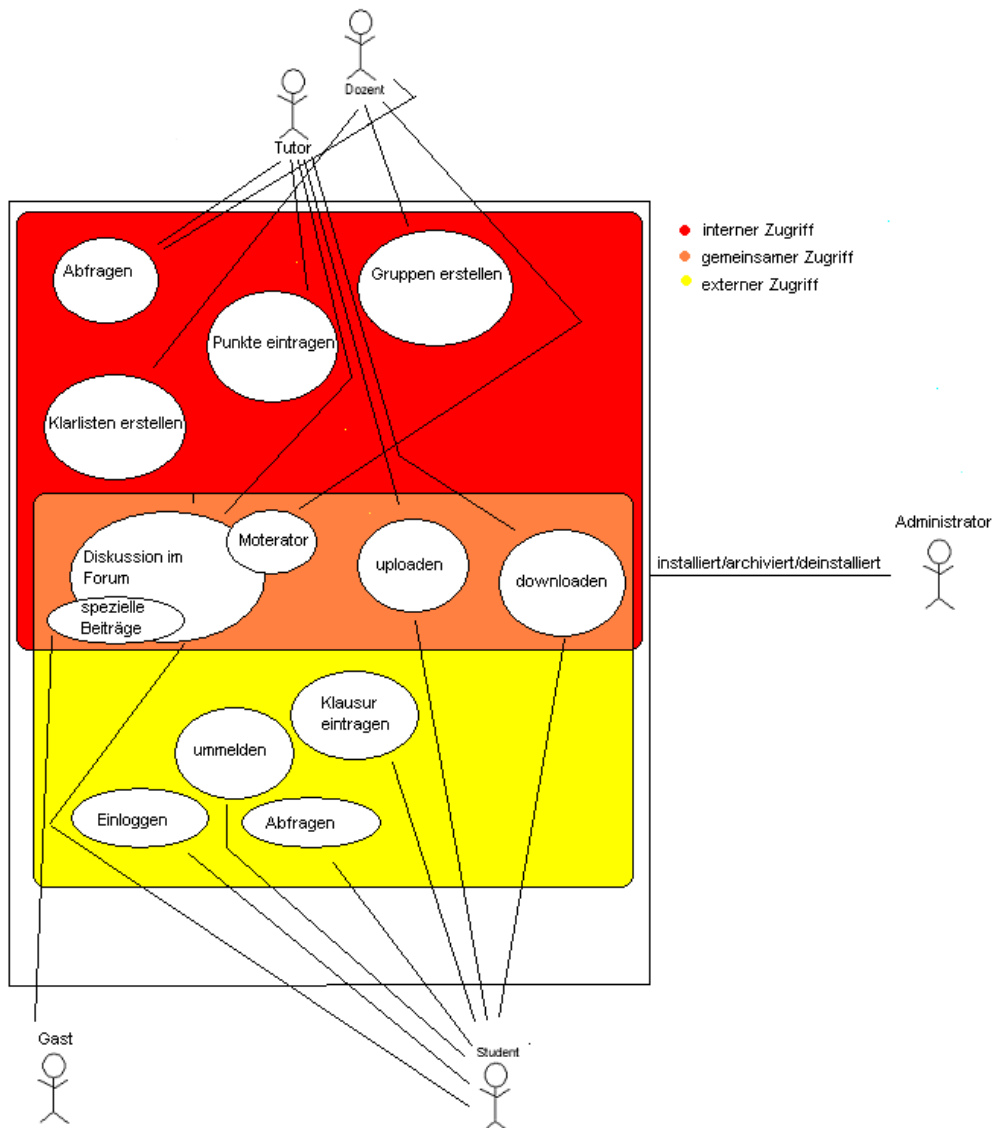 Dozent
Tutor
Abfragen
Gruppen erstellen
Punkte eintragen
Klarlisten erstellen
interner Zugriff
gemeinsamer Zugriff
externer Zugriff
Moterator
Diskussion im
Forum
spezielle
Beiträge
uploaden
downloaden
Administrator
installiert/archiviert/deinstalliert
Klausur
eintragen
ummelden
Einloggen
Abfragen
Gast
Student